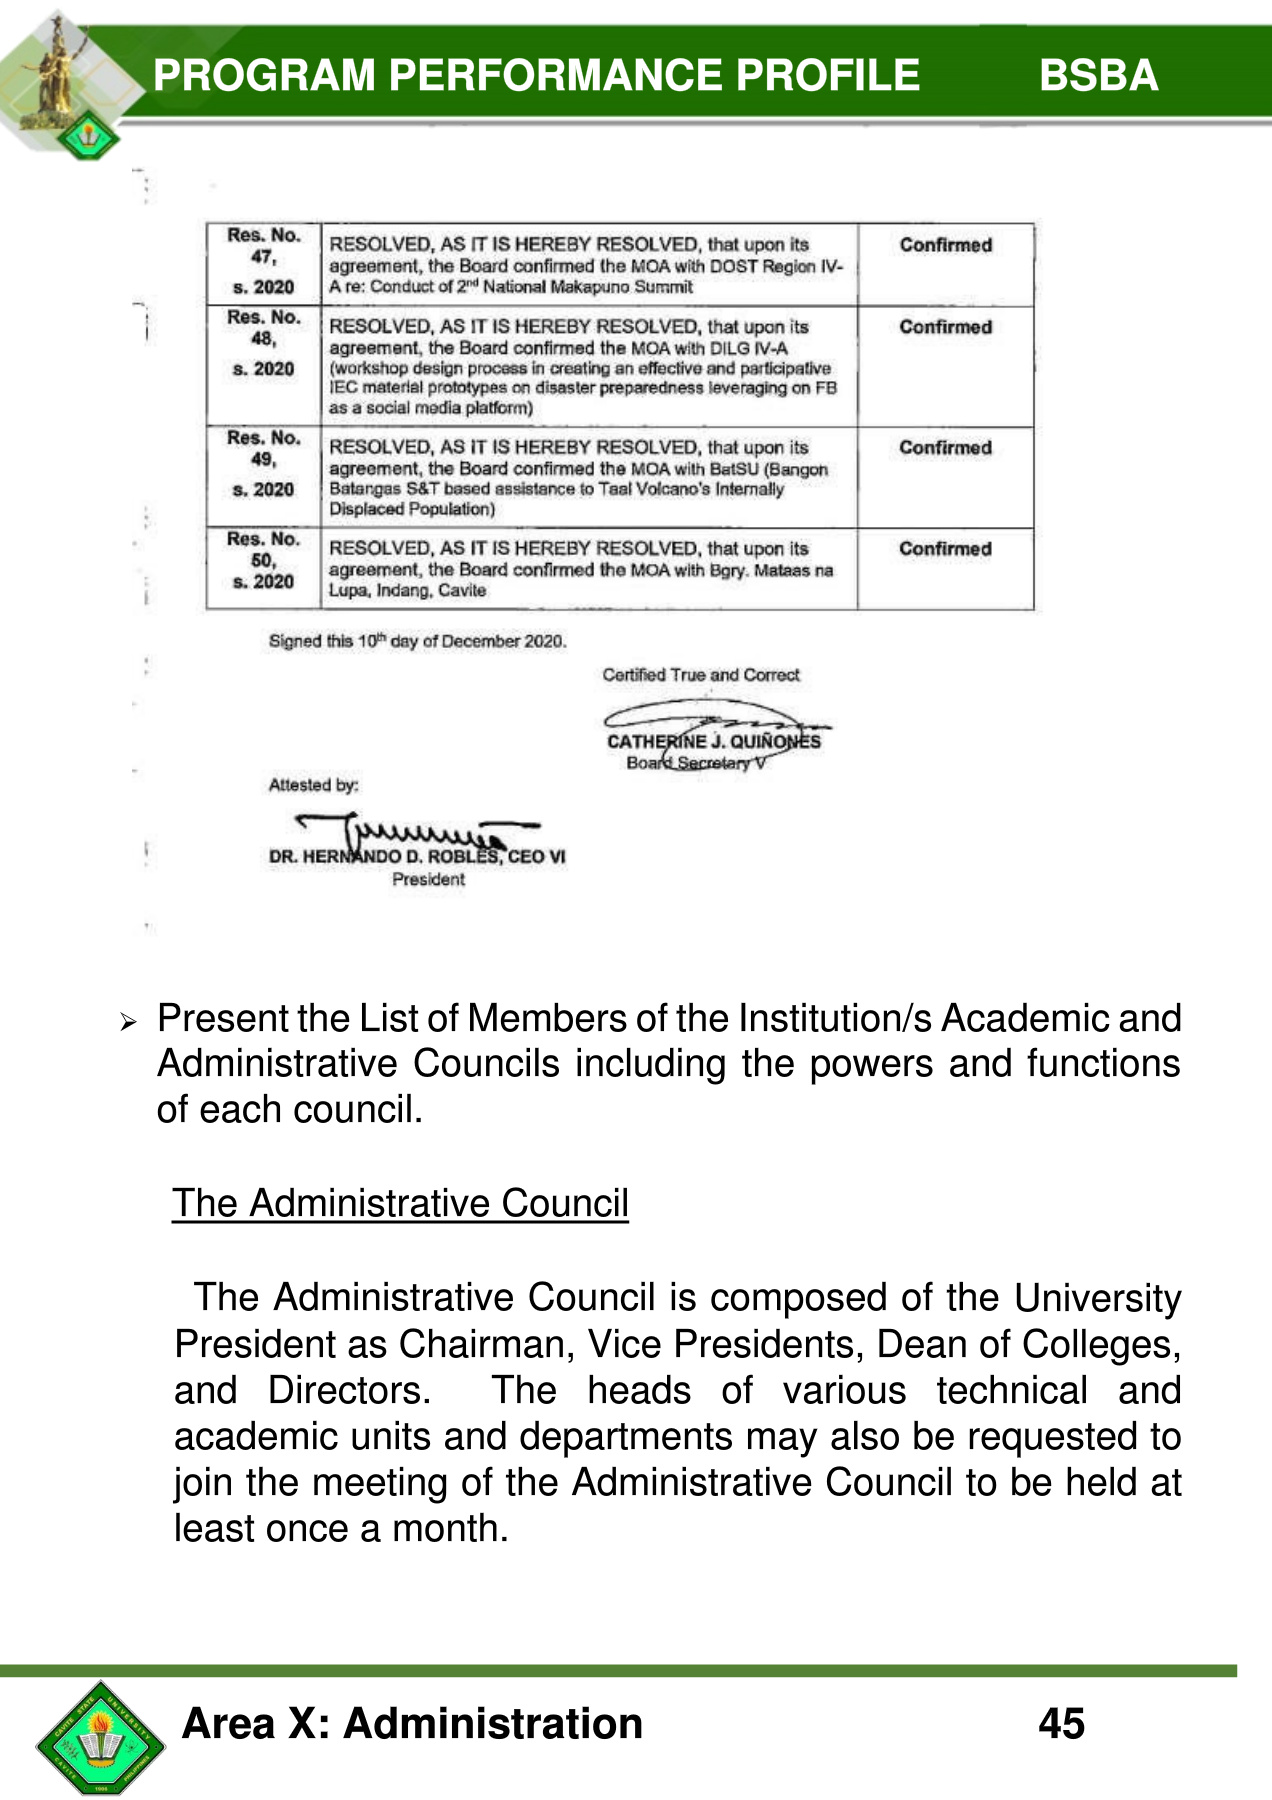 PROGRAM PERFORMANCE PROFILE BSBA
Res. No. 47, s. 2020
RESOLVED, AS IT IS HEREBY RESOLVED, that upon its
agreement, the Board confirmed the MOA with DOST Region IV-
A re: Conduct of 2nd National Makapuno Summit
Confirmed
Res. No. 48, s. 2020
RESOLVED, AS IT IS HEREBY RESOLVED, that upon its
agreement, the Board confirmed the MOA with DILG IV-A
(workshop design process in creating an effective and participative
IEC material prototypes on disaster preparedness leveraging on FB
as a social media platform)
Confirmed
Res. No. 49, s. 2020
RESOLVED, AS IT IS HEREBY RESOLVED, that upon its
agreement, the Board confirmed the MOA with BatSU (Bangon
Batangas S&T based assistance to Taal Volcano's Internally
Displaced Population)
Confirmed
Res. No. 50, s. 2020
RESOLVED, AS IT IS HEREBY RESOLVED, that upon its
agreement, the Board confirmed the MOA with Bgry. Mataas na
Lupa, Indang, Cavite
Confirmed
Signed this 10th day of December 2020.
Certified True and Correct
CATHERINE J. QUIÑONES
Board Secretary V
Attested by:
DR. HERNANDO D. ROBLES, CEO VI
President
➢ Present the List of Members of the Institution/s Academic and
Administrative Councils including the powers and functions
of each council.
The Administrative Council
The Administrative Council is composed of the University
President as Chairman, Vice Presidents, Dean of Colleges,
and Directors. The heads of various technical and
academic units and departments may also be requested to
join the meeting of the Administrative Council to be held at
least once a month.
CAVITE STATE UNIVERSITY
CAVITE PHILIPPINES
1906
Area X: Administration 45